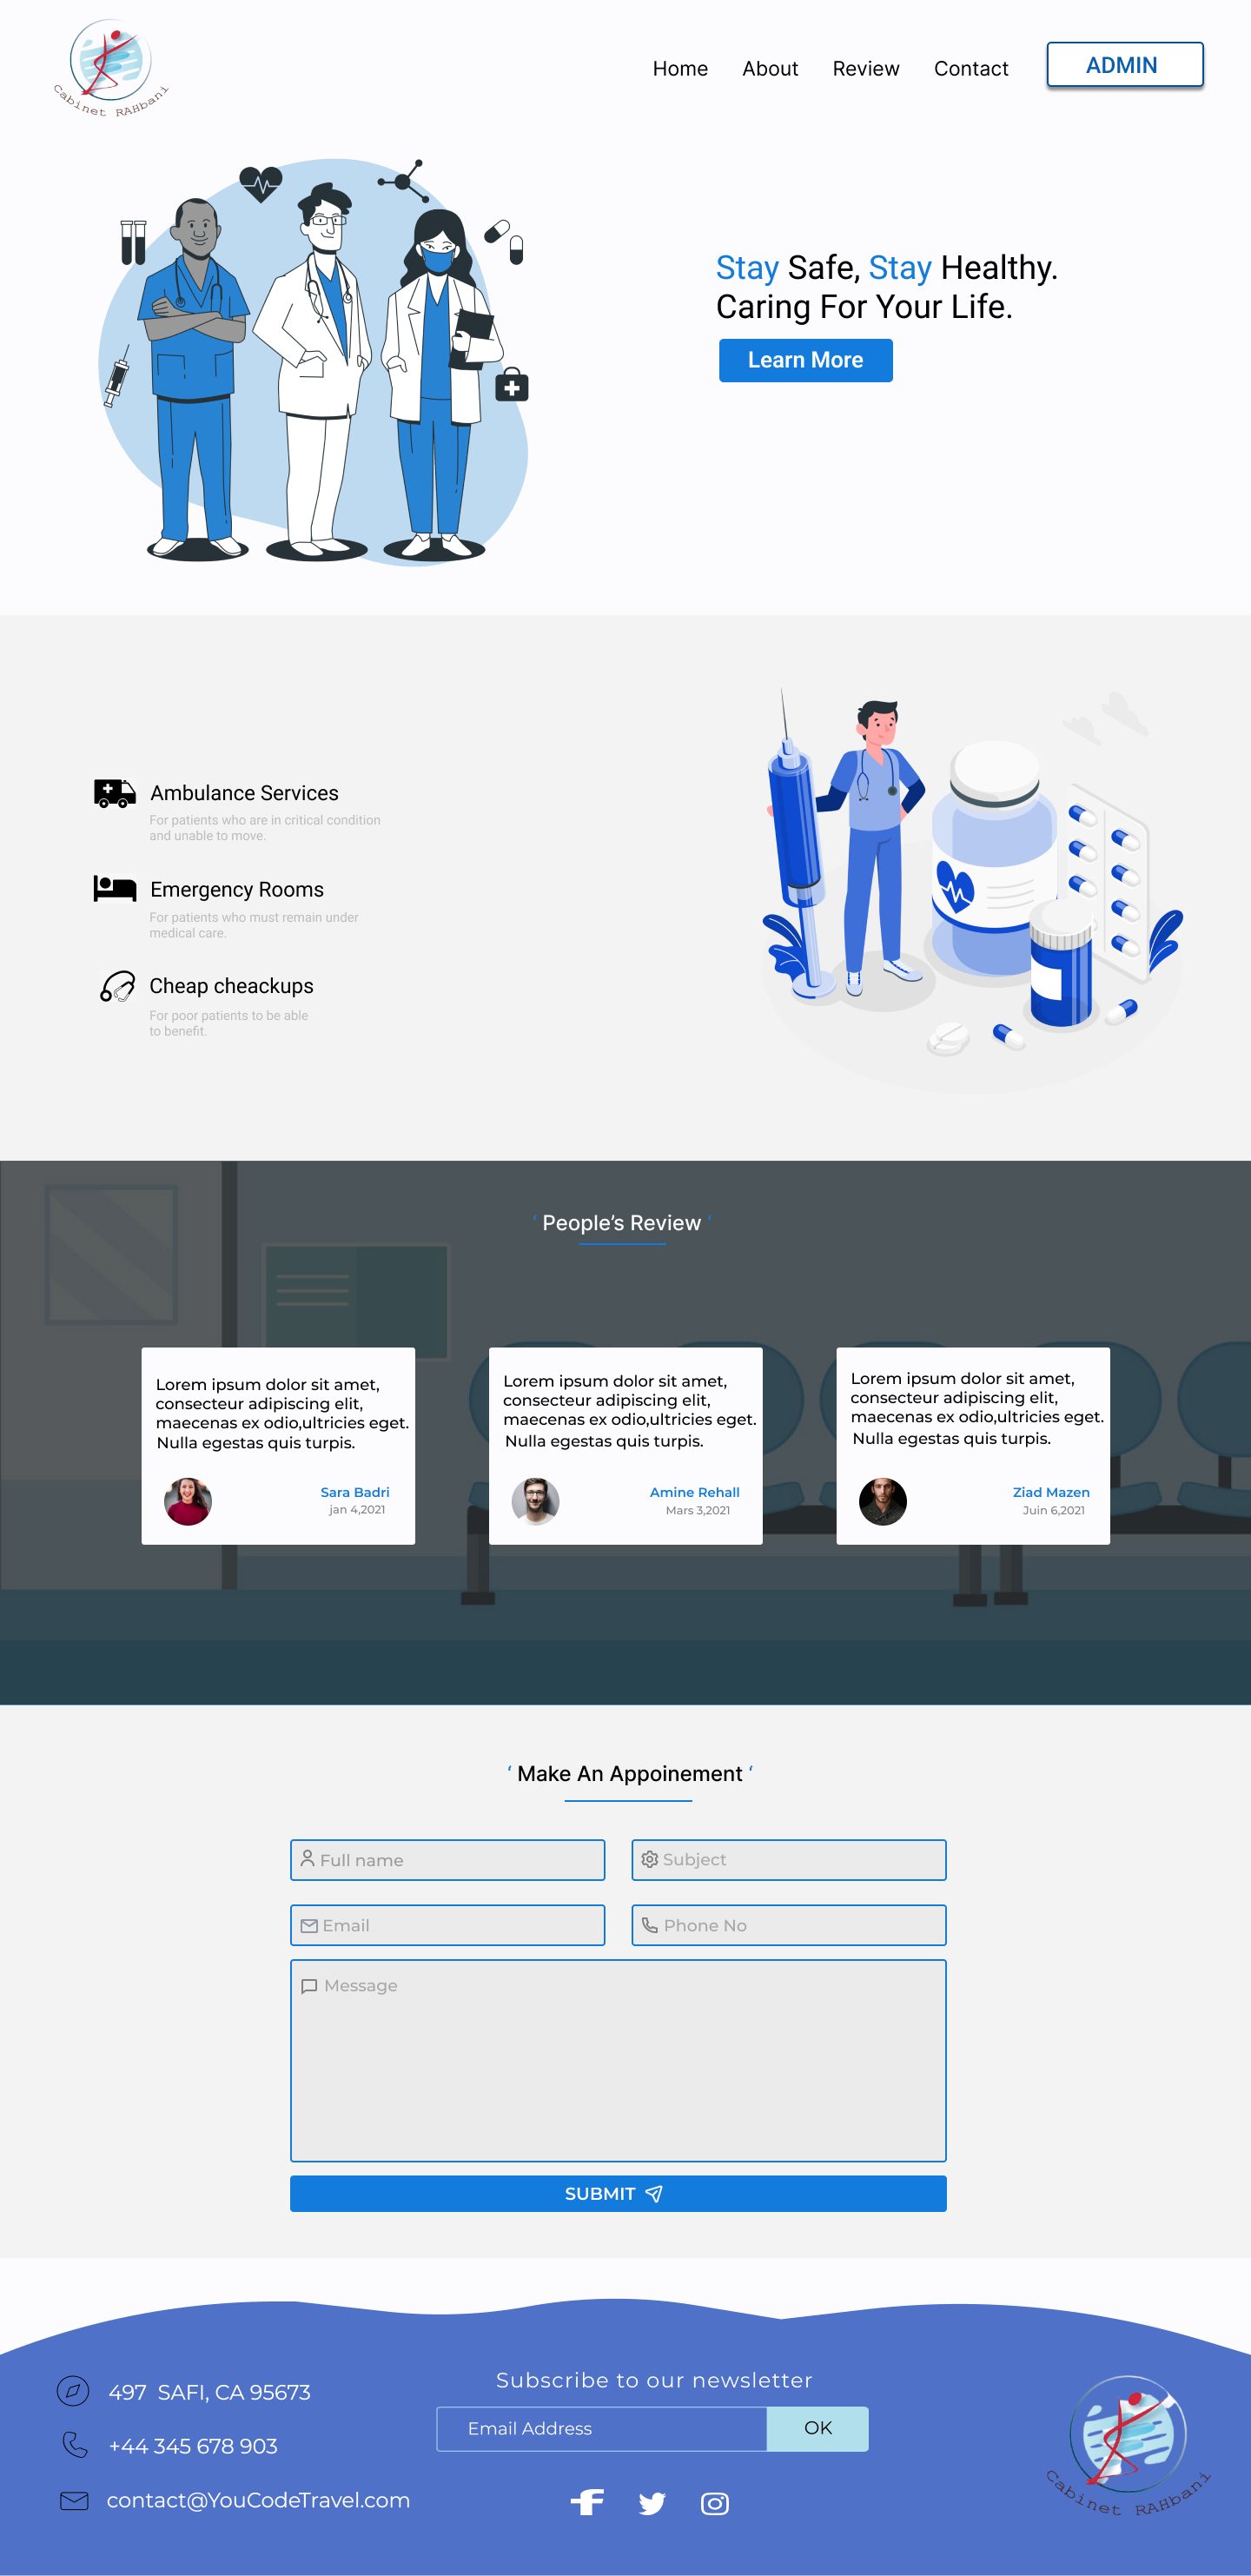 Cabinet RAHbani
Home About Review Contact ADMIN
Stay Safe, Stay Healthy.
Caring For Your Life.
Learn More
Ambulance Services
For patients who are in critical condition
and unable to move.
Emergency Rooms
For patients who must remain under
medical care.
Cheap cheackups
For poor patients to be able
to benefit.
‘ People’s Review ‘
Lorem ipsum dolor sit amet,
consecteur adipiscing elit,
maecenas ex odio,ultricies eget.
Nulla egestas quis turpis.
Sara Badri
jan 4,2021
Lorem ipsum dolor sit amet,
consecteur adipiscing elit,
maecenas ex odio,ultricies eget.
Nulla egestas quis turpis.
Amine Rehall
Mars 3,2021
Lorem ipsum dolor sit amet,
consecteur adipiscing elit,
maecenas ex odio,ultricies eget.
Nulla egestas quis turpis.
Ziad Mazen
Juin 6,2021
‘ Make An Appoinement ‘
Full name
Subject
Email
Phone No
Message
SUBMIT
497 SAFI, CA 95673
+44 345 678 903
contact@YouCodeTravel.com
Subscribe to our newsletter
Email Address
OK
Cabinet RAHbani